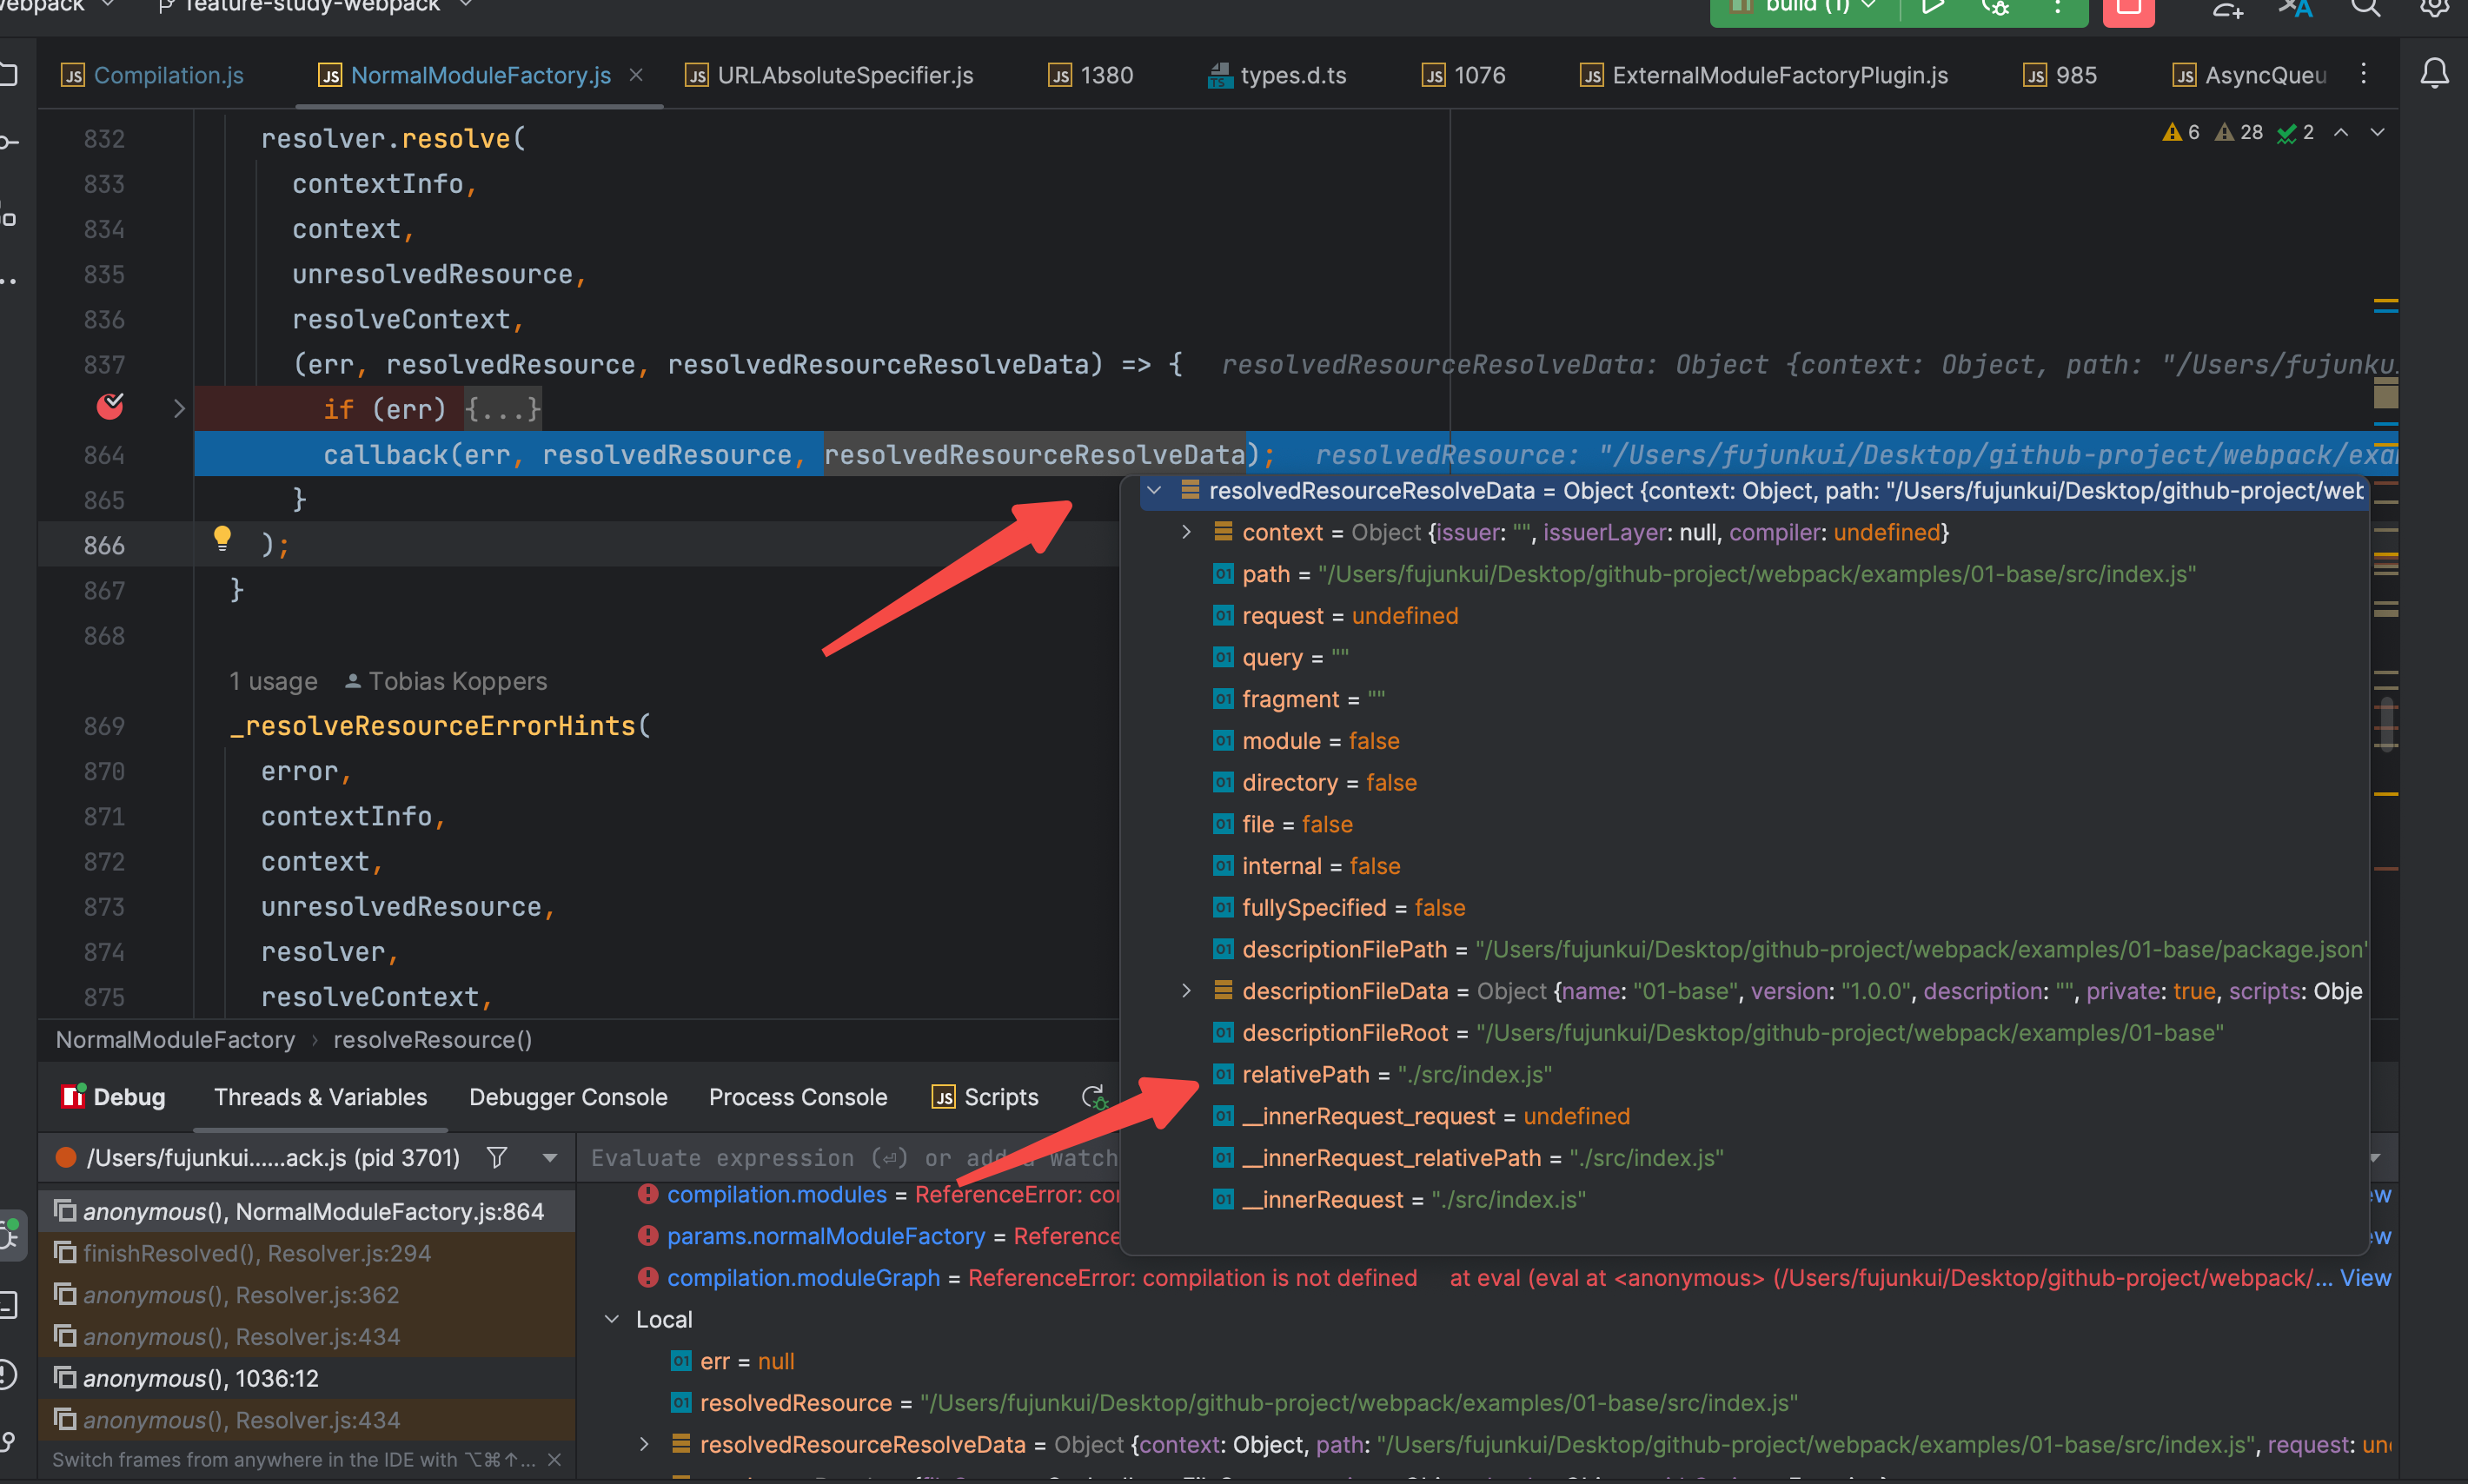 feature-study-webpack
build (1)
Compilation.js
NormalModuleFactory.js
URLAbsoluteSpecifier.js
1380
types.d.ts
1076
ExternalModuleFactoryPlugin.js
985
AsyncQueu
6 28 2
832 resolver.resolve(
833 contextInfo,
834 context,
835 unresolvedResource,
836 resolveContext,
837 (err, resolvedResource, resolvedResourceResolveData) => { resolvedResourceResolveData: Object {context: Object, path: "/Users/fujunku
if (err) {...}
864 callback(err, resolvedResource, resolvedResourceResolveData); resolvedResource: "/Users/fujunkui/Desktop/github-project/webpack/exa
865 }
866 );
867 }
868
1 usage Tobias Koppers
869 _resolveResourceErrorHints(
870 error,
871 contextInfo,
872 context,
873 unresolvedResource,
874 resolver,
875 resolveContext,
resolvedResourceResolveData = Object {context: Object, path: "/Users/fujunkui/Desktop/github-project/web
context = Object {issuer: "", issuerLayer: null, compiler: undefined}
path = "/Users/fujunkui/Desktop/github-project/webpack/examples/01-base/src/index.js"
request = undefined
query = ""
fragment = ""
module = false
directory = false
file = false
internal = false
fullySpecified = false
descriptionFilePath = "/Users/fujunkui/Desktop/github-project/webpack/examples/01-base/package.json"
descriptionFileData = Object {name: "01-base", version: "1.0.0", description: "", private: true, scripts: Obje
descriptionFileRoot = "/Users/fujunkui/Desktop/github-project/webpack/examples/01-base"
relativePath = "./src/index.js"
__innerRequest_request = undefined
__innerRequest_relativePath = "./src/index.js"
__innerRequest = "./src/index.js"
NormalModuleFactory › resolveResource()
Debug
Threads & Variables
Debugger Console
Process Console
Scripts
/Users/fujunkui......ack.js (pid 3701)
Evaluate expression (⏎) or add a watch
anonymous(), NormalModuleFactory.js:864
finishResolved(), Resolver.js:294
anonymous(), Resolver.js:362
anonymous(), Resolver.js:434
anonymous(), 1036:12
anonymous(), Resolver.js:434
Switch frames from anywhere in the IDE with ⌥⌘↑...
compilation.modules = ReferenceError: co
params.normalModuleFactory = Reference
compilation.moduleGraph = ReferenceError: compilation is not defined at eval (eval at <anonymous> (/Users/fujunkui/Desktop/github-project/webpack/... View
Local
err = null
resolvedResource = "/Users/fujunkui/Desktop/github-project/webpack/examples/01-base/src/index.js"
resolvedResourceResolveData = Object {context: Object, path: "/Users/fujunkui/Desktop/github-project/webpack/examples/01-base/src/index.js", request: un